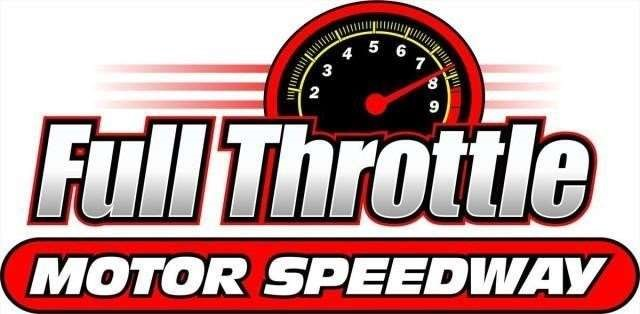 2 3 4 5 6 7 8 9
Full Throttle
MOTOR SPEEDWAY